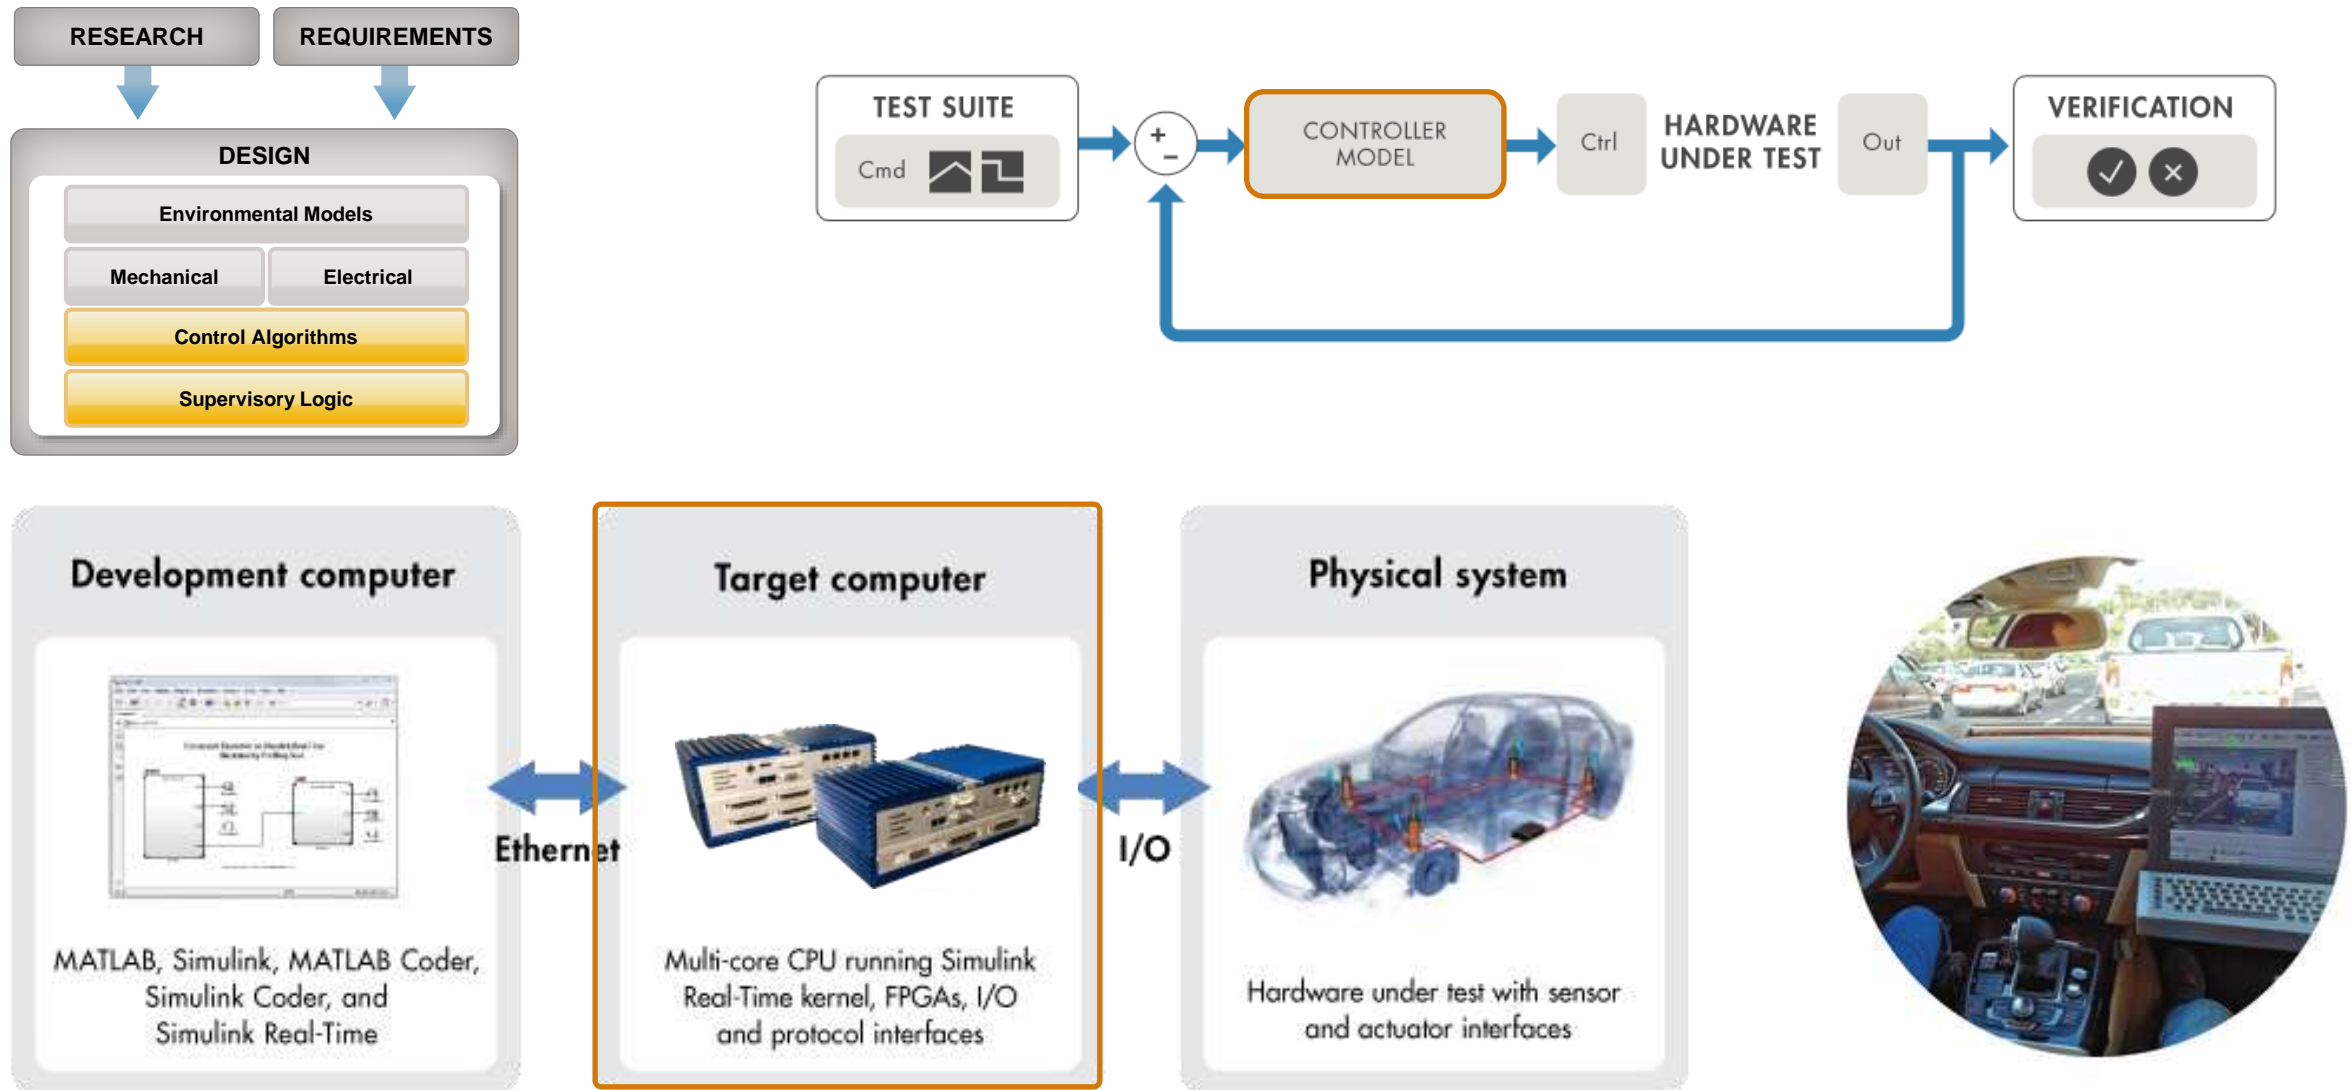 RESEARCH
REQUIREMENTS
DESIGN
Environmental Models
Mechanical
Electrical
Control Algorithms
Supervisory Logic
TEST SUITE
Cmd
+
−
CONTROLLER
MODEL
Ctrl
HARDWARE
UNDER TEST
Out
VERIFICATION
Development computer
MATLAB, Simulink, MATLAB Coder,
Simulink Coder, and
Simulink Real-Time
Ethernet
Target computer
Multi-core CPU running Simulink
Real-Time kernel, FPGAs, I/O
and protocol interfaces
I/O
Physical system
Hardware under test with sensor
and actuator interfaces